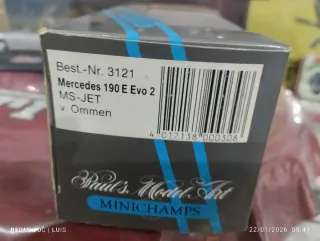 Best.-Nr. 3121
Mercedes 190 E Evo 2
MS-JET
v. Ommen
4 012138 000308
Paul's Model Art
MINICHAMPS
22/01/2026 08:41